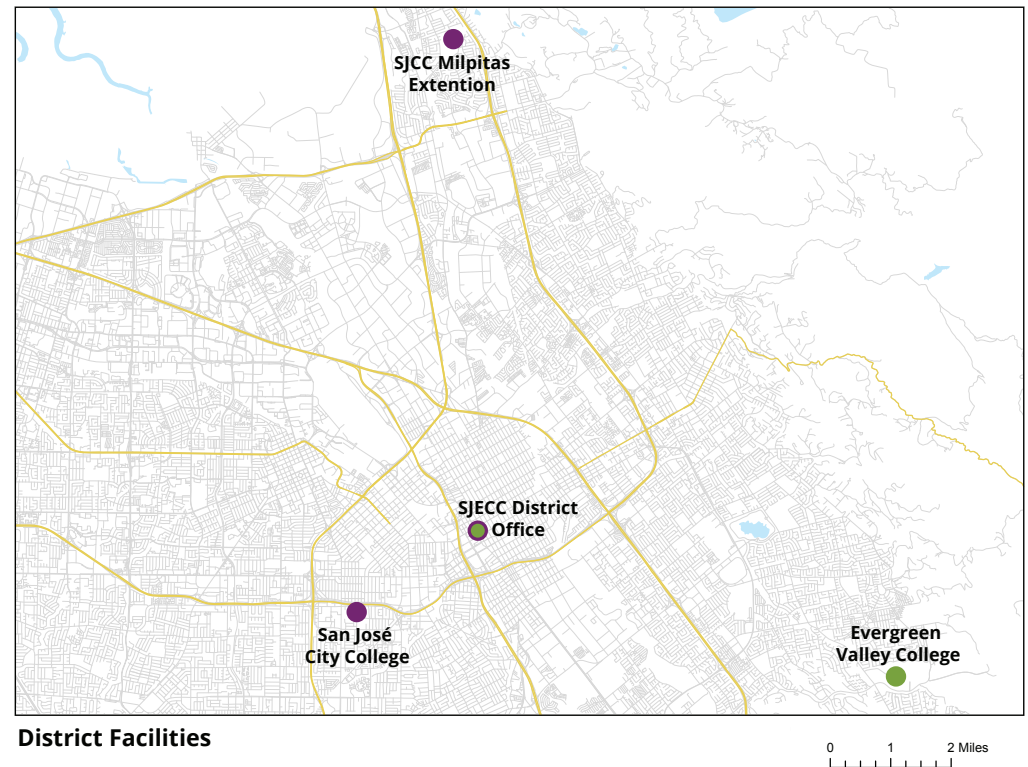 SJCC Milpitas
Extention
SJECC District
Office
San José
City College
Evergreen
Valley College
District Facilities
0 1 2 Miles